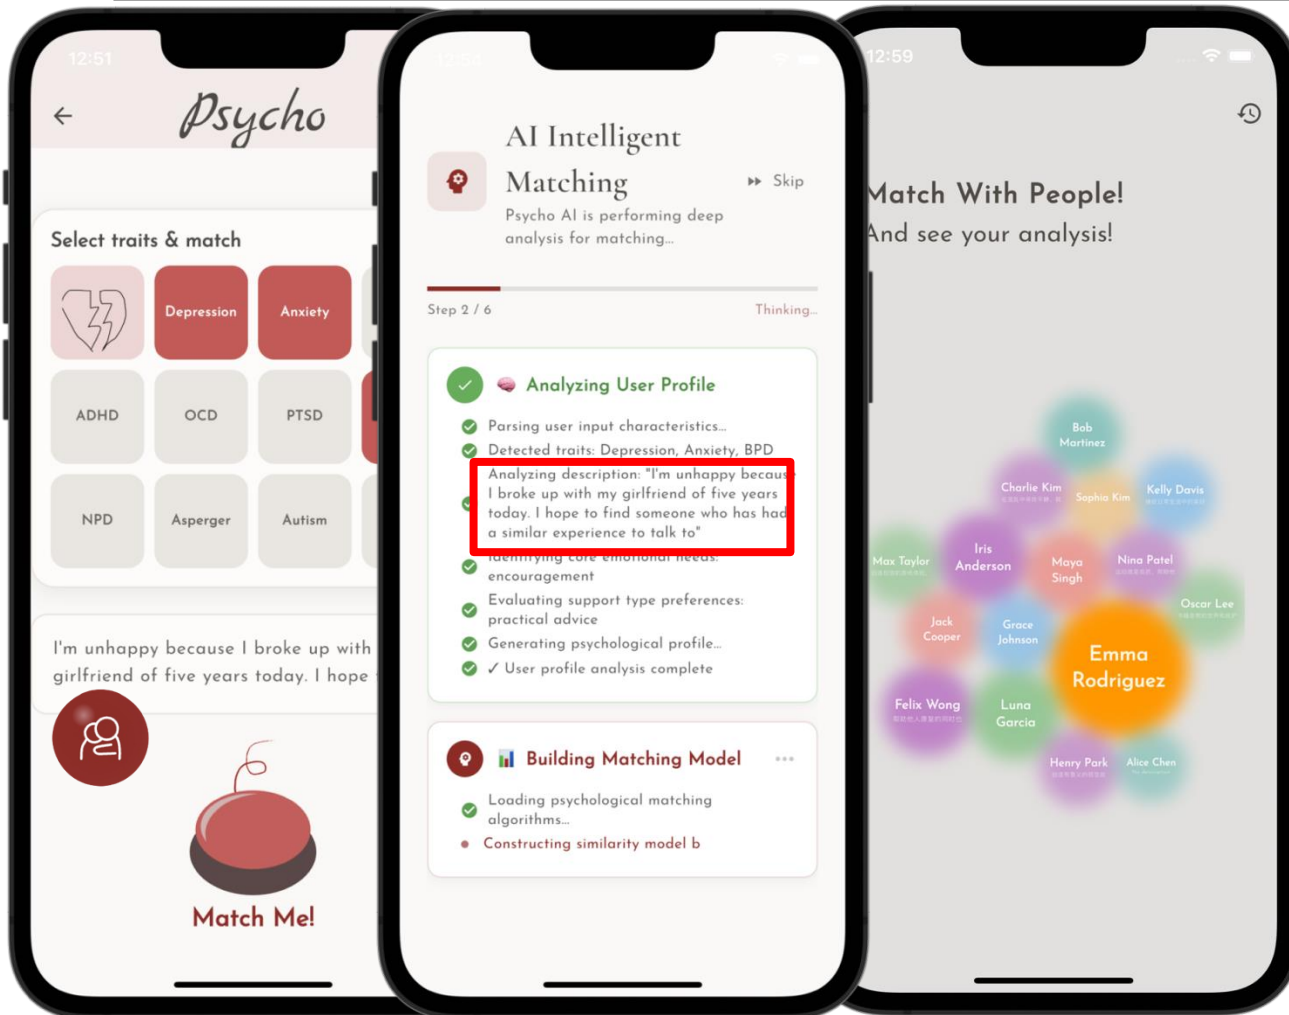 12:51
Psycho
Select traits & match
Depression
Anxiety
ADHD
OCD
PTSD
NPD
Asperger
Autism
I'm unhappy because I broke up with
girlfriend of five years today. I hope
Match Me!
AI Intelligent
Matching
Skip
Psycho AI is performing deep
analysis for matching...
Step 2 / 6
Thinking...
Analyzing User Profile
Parsing user input characteristics...
Detected traits: Depression, Anxiety, BPD
Analyzing description: "I'm unhappy because
I broke up with my girlfriend of five years
today. I hope to find someone who has had
a similar experience to talk to"
Identifying core emotional needs:
encouragement
Evaluating support type preferences:
practical advice
Generating psychological profile...
✓ User profile analysis complete
Building Matching Model
Loading psychological matching
algorithms...
Constructing similarity model b
12:59
Match With People!
And see your analysis!
Bob
Martinez
Charlie Kim
Sophia Kim
Kelly Davis
Max Taylor
Iris
Anderson
Maya
Singh
Nina Patel
Oscar Lee
Jack
Cooper
Grace
Johnson
Emma
Rodriguez
Felix Wong
Luna
Garcia
Henry Park
Alice Chen